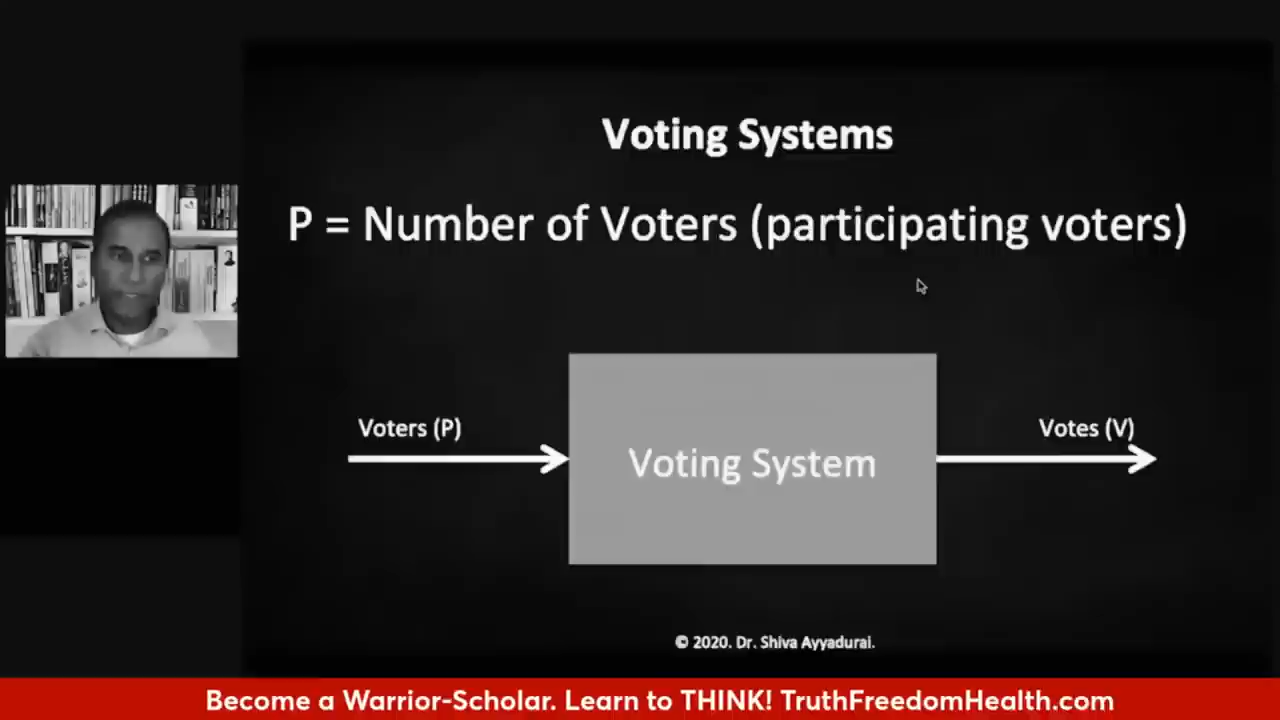 Voting Systems
P = Number of Voters (participating voters)
Voters (P)
Voting System
Votes (V)
© 2020. Dr. Shiva Ayyadurai.
Become a Warrior-Scholar. Learn to THINK! TruthFreedomHealth.com